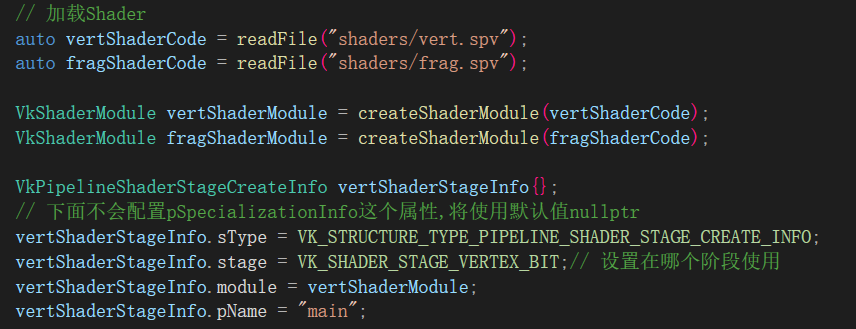 // 加载Shader
auto vertShaderCode = readFile("shaders/vert.spv");
auto fragShaderCode = readFile("shaders/frag.spv");
VkShaderModule vertShaderModule = createShaderModule(vertShaderCode);
VkShaderModule fragShaderModule = createShaderModule(fragShaderCode);
VkPipelineShaderStageCreateInfo vertShaderStageInfo{};
// 下面不会配置pSpecializationInfo这个属性,将使用默认值nullptr
vertShaderStageInfo.sType = VK_STRUCTURE_TYPE_PIPELINE_SHADER_STAGE_CREATE_INFO;
vertShaderStageInfo.stage = VK_SHADER_STAGE_VERTEX_BIT;// 设置在哪个阶段使用
vertShaderStageInfo.module = vertShaderModule;
vertShaderStageInfo.pName = "main";